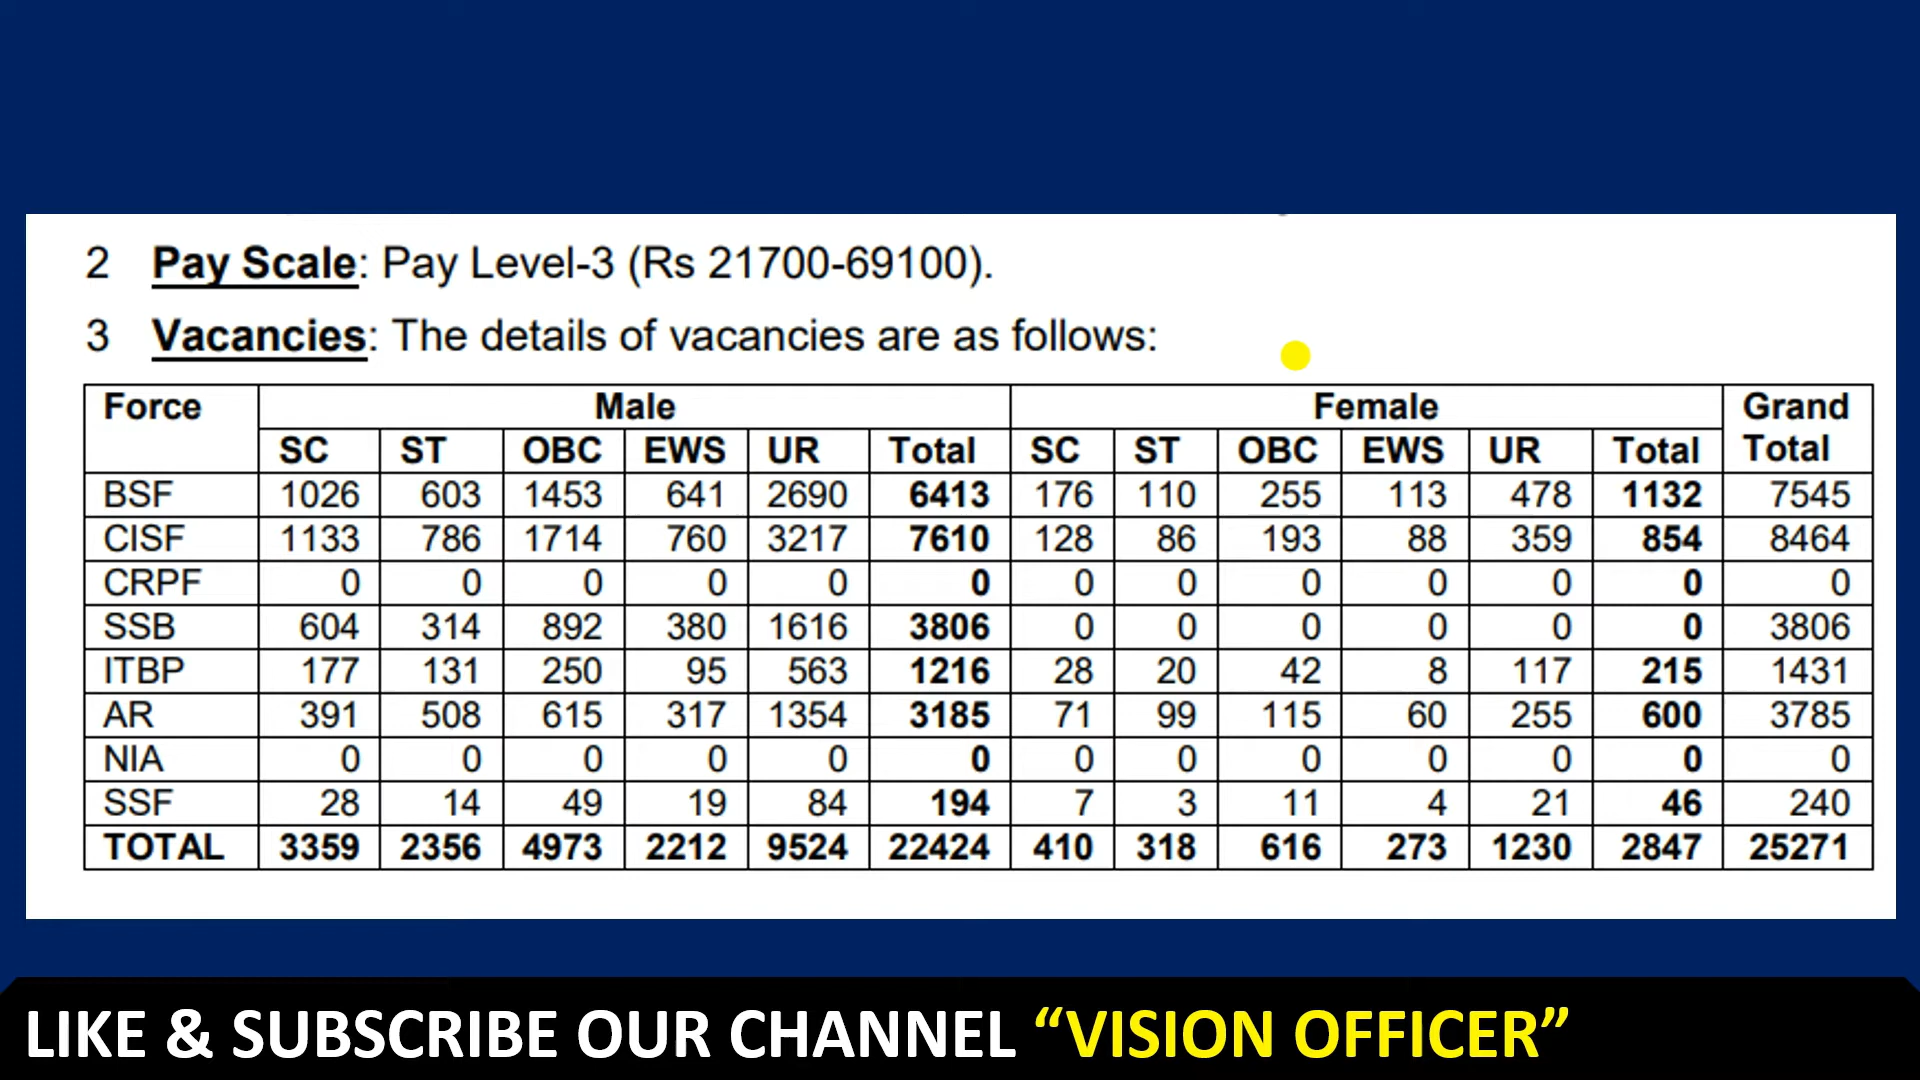 2 Pay Scale: Pay Level-3 (Rs 21700-69100).
3 Vacancies: The details of vacancies are as follows:
Force Male Female Grand Total
SC ST OBC EWS UR Total SC ST OBC EWS UR Total
BSF 1026 603 1453 641 2690 6413 176 110 255 113 478 1132 7545
CISF 1133 786 1714 760 3217 7610 128 86 193 88 359 854 8464
CRPF 0 0 0 0 0 0 0 0 0 0 0 0 0
SSB 604 314 892 380 1616 3806 0 0 0 0 0 0 3806
ITBP 177 131 250 95 563 1216 28 20 42 8 117 215 1431
AR 391 508 615 317 1354 3185 71 99 115 60 255 600 3785
NIA 0 0 0 0 0 0 0 0 0 0 0 0 0
SSF 28 14 49 19 84 194 7 3 11 4 21 46 240
TOTAL 3359 2356 4973 2212 9524 22424 410 318 616 273 1230 2847 25271
LIKE & SUBSCRIBE OUR CHANNEL “VISION OFFICER”